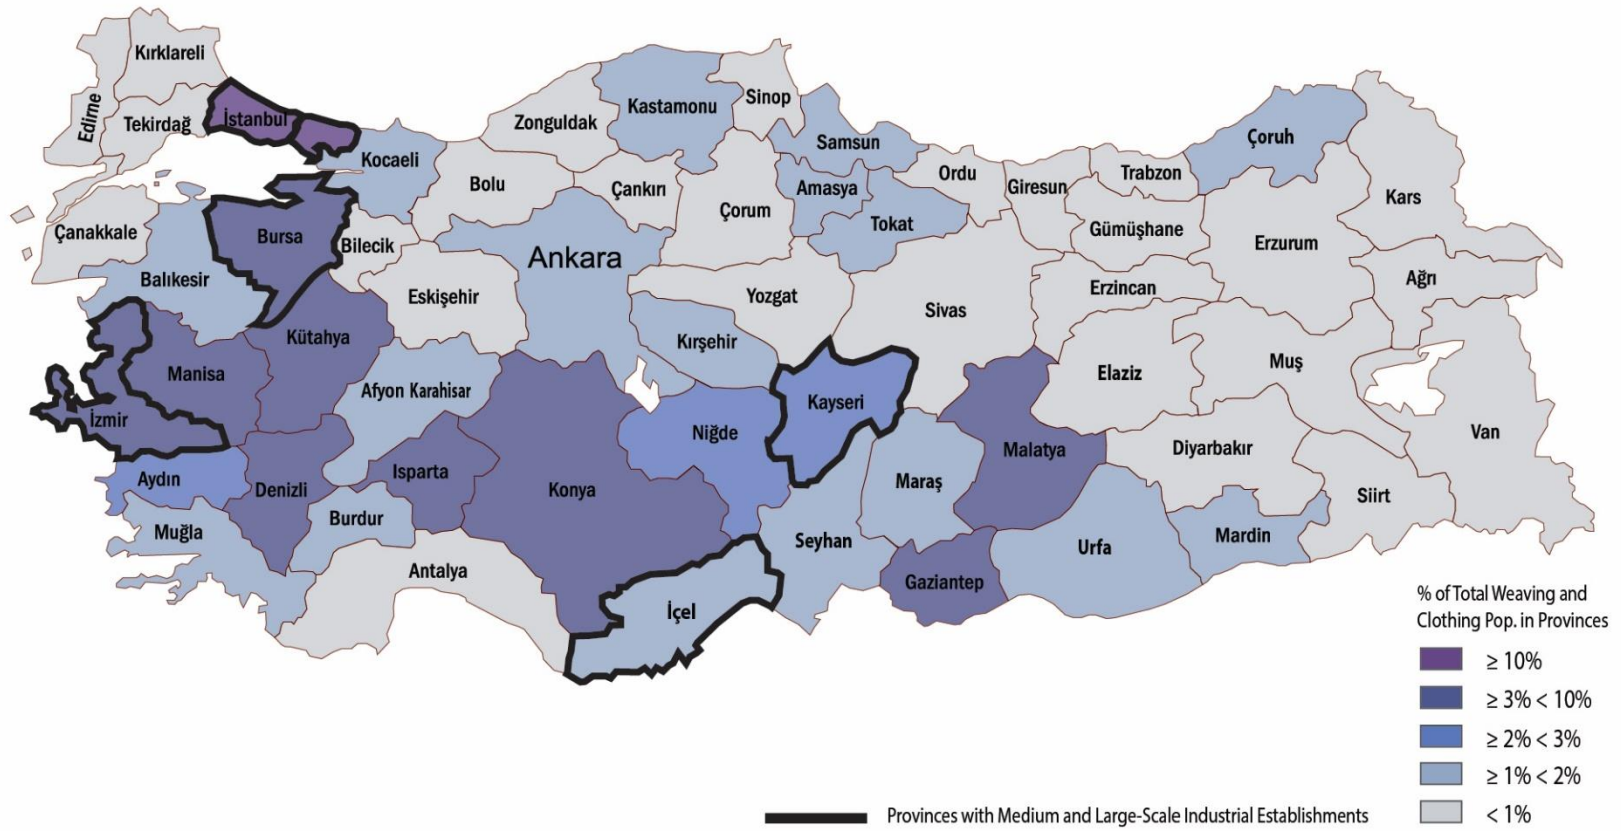 Kırklareli
Edirne
Tekirdağ
İstanbul
Kocaeli
Zonguldak
Kastamonu
Sinop
Samsun
Çoruh
Bolu
Çankırı
Çorum
Amasya
Tokat
Ordu
Giresun
Trabzon
Gümüşhane
Kars
Çanakkale
Balıkesir
Bursa
Bilecik
Eskişehir
Ankara
Yozgat
Sivas
Erzincan
Erzurum
Ağrı
Kütahya
Manisa
İzmir
Afyon Karahisar
Kırşehir
Kayseri
Niğde
Elaziz
Muş
Malatya
Diyarbakır
Van
Aydın
Denizli
Isparta
Konya
Maraş
Siirt
Muğla
Burdur
Seyhan
Urfa
Mardin
Antalya
İçel
Gaziantep
% of Total Weaving and
Clothing Pop. in Provinces
≥ 10%
≥ 3% < 10%
≥ 2% < 3%
≥ 1% < 2%
< 1%
Provinces with Medium and Large-Scale Industrial Establishments